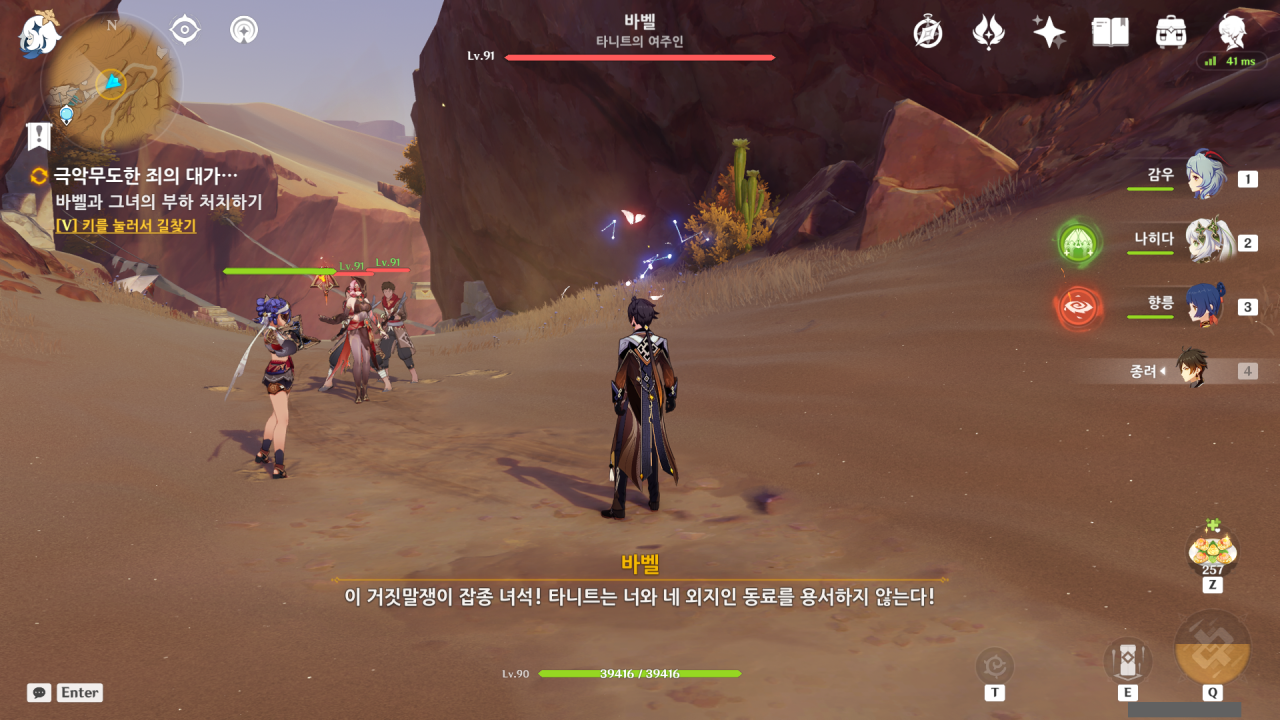 바벨
타니트의 여주인
Lv.91
N
41 ms
극악무도한 죄의 대가…
바벨과 그녀의 부하 처치하기
[V] 키를 눌러서 길찾기
Lv.91
Lv.91
감우
1
나히다
2
향릉
3
종려
4
바벨
이 거짓말쟁이 잡종 녀석! 타니트는 너와 네 외지인 동료를 용서하지 않는다!
257
Z
Lv.90
39416 / 39416
T
E
Q
Enter